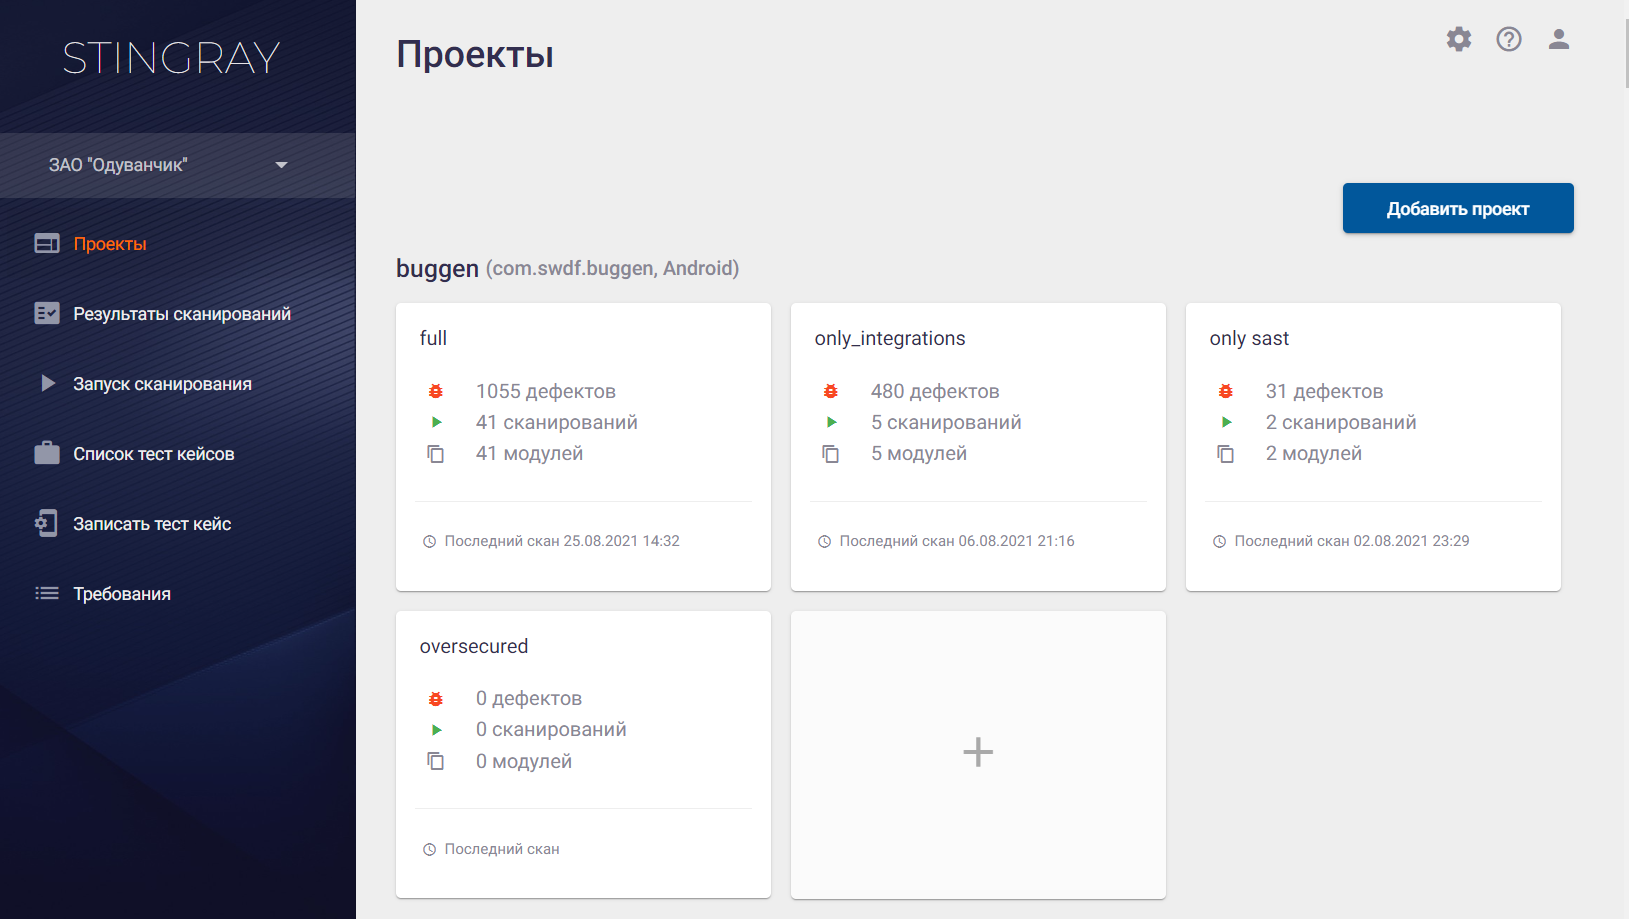 STINGRAY
ЗАО "Одуванчик"
Проекты
Результаты сканирований
Запуск сканирования
Список тест кейсов
Записать тест кейс
Требования
Проекты
Добавить проект
buggen (com.swdf.buggen, Android)
full
1055 дефектов
41 сканирований
41 модулей
Последний скан 25.08.2021 14:32
only_integrations
480 дефектов
5 сканирований
5 модулей
Последний скан 06.08.2021 21:16
only sast
31 дефектов
2 сканирований
2 модулей
Последний скан 02.08.2021 23:29
oversecured
0 дефектов
0 сканирований
0 модулей
Последний скан